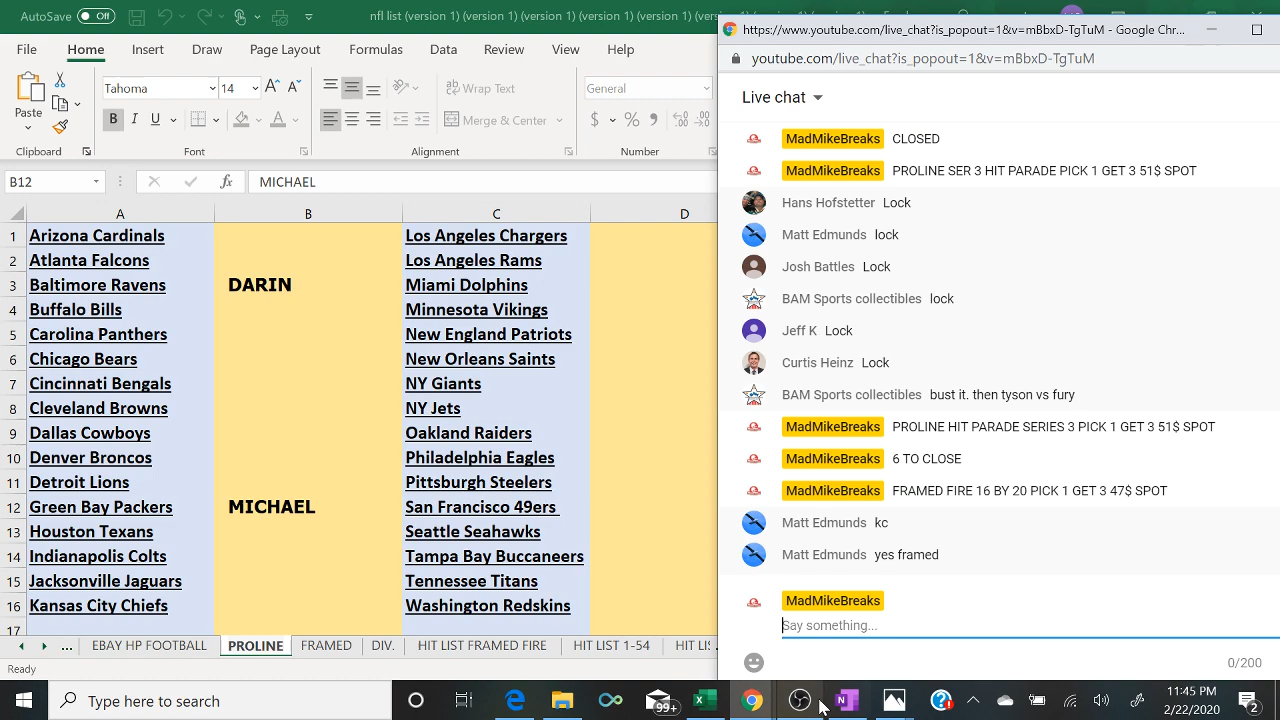 AutoSave Off nfl list (version 1) (version 1) (version 1)
File Home Insert Draw Page Layout Formulas Data Review View Help
Paste Tahoma 14 Wrap Text General
B I U Merge & Center $ %
Clipboard Font Alignment Number
B12 fx MICHAEL
A B C D
1 Arizona Cardinals Los Angeles Chargers
2 Atlanta Falcons Los Angeles Rams
3 Baltimore Ravens DARIN Miami Dolphins
4 Buffalo Bills Minnesota Vikings
5 Carolina Panthers New England Patriots
6 Chicago Bears New Orleans Saints
7 Cincinnati Bengals NY Giants
8 Cleveland Browns NY Jets
9 Dallas Cowboys Oakland Raiders
10 Denver Broncos Philadelphia Eagles
11 Detroit Lions Pittsburgh Steelers
12 Green Bay Packers MICHAEL San Francisco 49ers
13 Houston Texans Seattle Seahawks
14 Indianapolis Colts Tampa Bay Buccaneers
15 Jacksonville Jaguars Tennessee Titans
16 Kansas City Chiefs Washington Redskins
17
... EBAY HP FOOTBALL PROLINE FRAMED DIV. HIT LIST FRAMED FIRE HIT LIST 1-54 HIT LI ...
Ready
https://www.youtube.com/live_chat?is_popout=1&v=mBbxD-TgTuM - Google Chr...
youtube.com/live_chat?is_popout=1&v=mBbxD-TgTuM
Live chat
MadMikeBreaks CLOSED
MadMikeBreaks PROLINE SER 3 HIT PARADE PICK 1 GET 3 51$ SPOT
Hans Hofstetter Lock
Matt Edmunds lock
Josh Battles Lock
BAM Sports collectibles lock
Jeff K Lock
Curtis Heinz Lock
BAM Sports collectibles bust it. then tyson vs fury
MadMikeBreaks PROLINE HIT PARADE SERIES 3 PICK 1 GET 3 51$ SPOT
MadMikeBreaks 6 TO CLOSE
MadMikeBreaks FRAMED FIRE 16 BY 20 PICK 1 GET 3 47$ SPOT
Matt Edmunds kc
Matt Edmunds yes framed
MadMikeBreaks
Say something...
0/200
Type here to search
99+
11:45 PM
2/22/2020
2